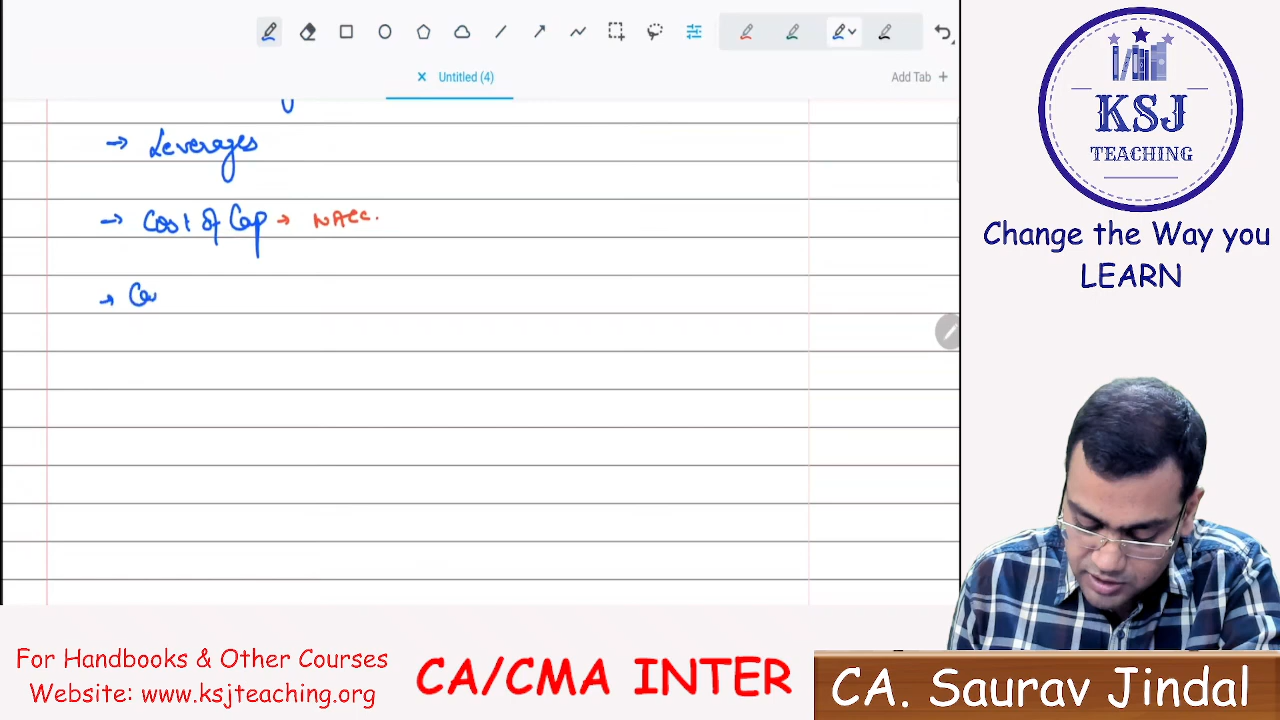 Untitled (4)
Add Tab +
→ Leverages
→ Cost of Cap → WACC.
→ Ca
KSJ
TEACHING
Change the Way you
LEARN
For Handbooks & Other Courses
Website: www.ksjteaching.org
CA/CMA INTER
CA. Saurav Jindal